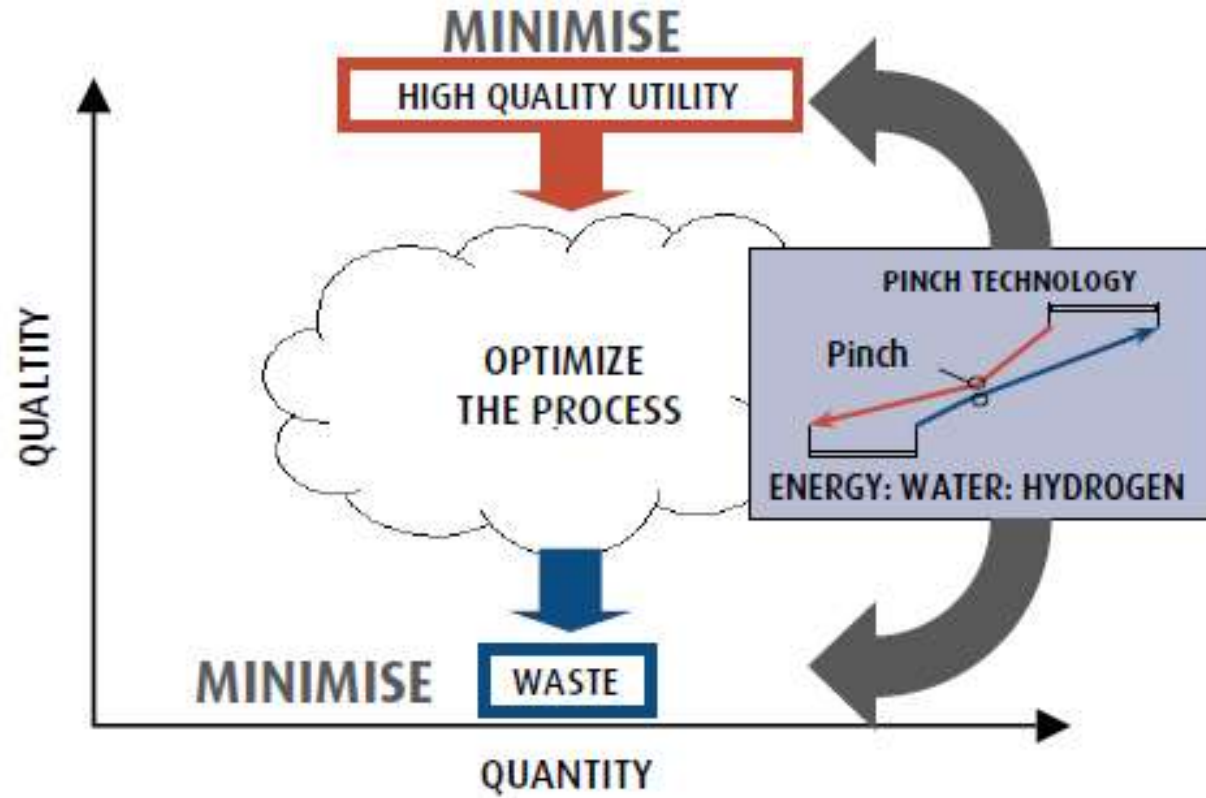 MINIMISE
HIGH QUALITY UTILITY
PINCH TECHNOLOGY
Pinch
ENERGY: WATER: HYDROGEN
OPTIMIZE
THE PROCESS
QUALTITY
MINIMISE
WASTE
QUANTITY